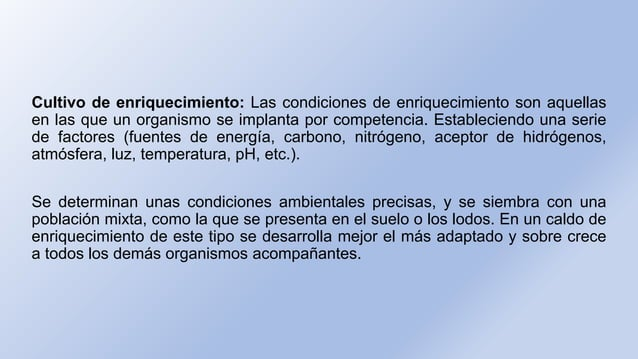 Cultivo de enriquecimiento: Las condiciones de enriquecimiento son aquellas
en las que un organismo se implanta por competencia. Estableciendo una serie
de factores (fuentes de energía, carbono, nitrógeno, aceptor de hidrógenos,
atmósfera, luz, temperatura, pH, etc.).
Se determinan unas condiciones ambientales precisas, y se siembra con una
población mixta, como la que se presenta en el suelo o los lodos. En un caldo de
enriquecimiento de este tipo se desarrolla mejor el más adaptado y sobre crece
a todos los demás organismos acompañantes.